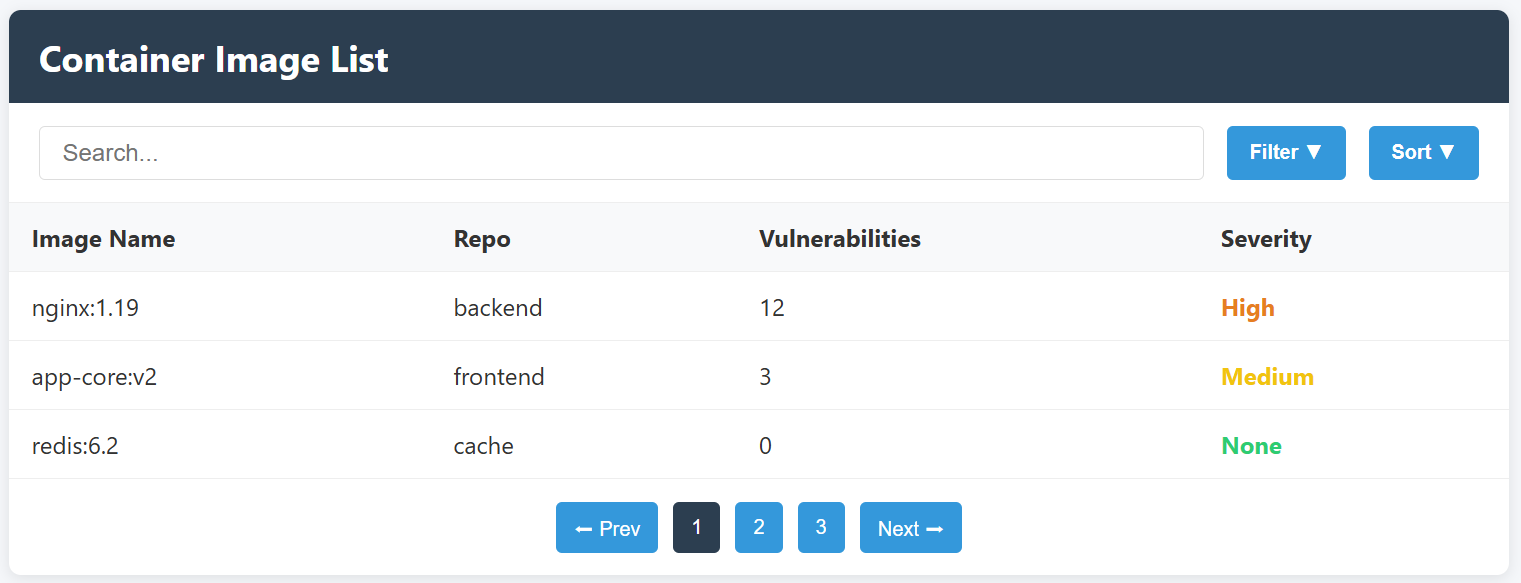 Container Image List
Search... Filter ▼ Sort ▼
Image Name Repo Vulnerabilities Severity
nginx:1.19 backend 12 High
app-core:v2 frontend 3 Medium
redis:6.2 cache 0 None
← Prev 1 2 3 Next →